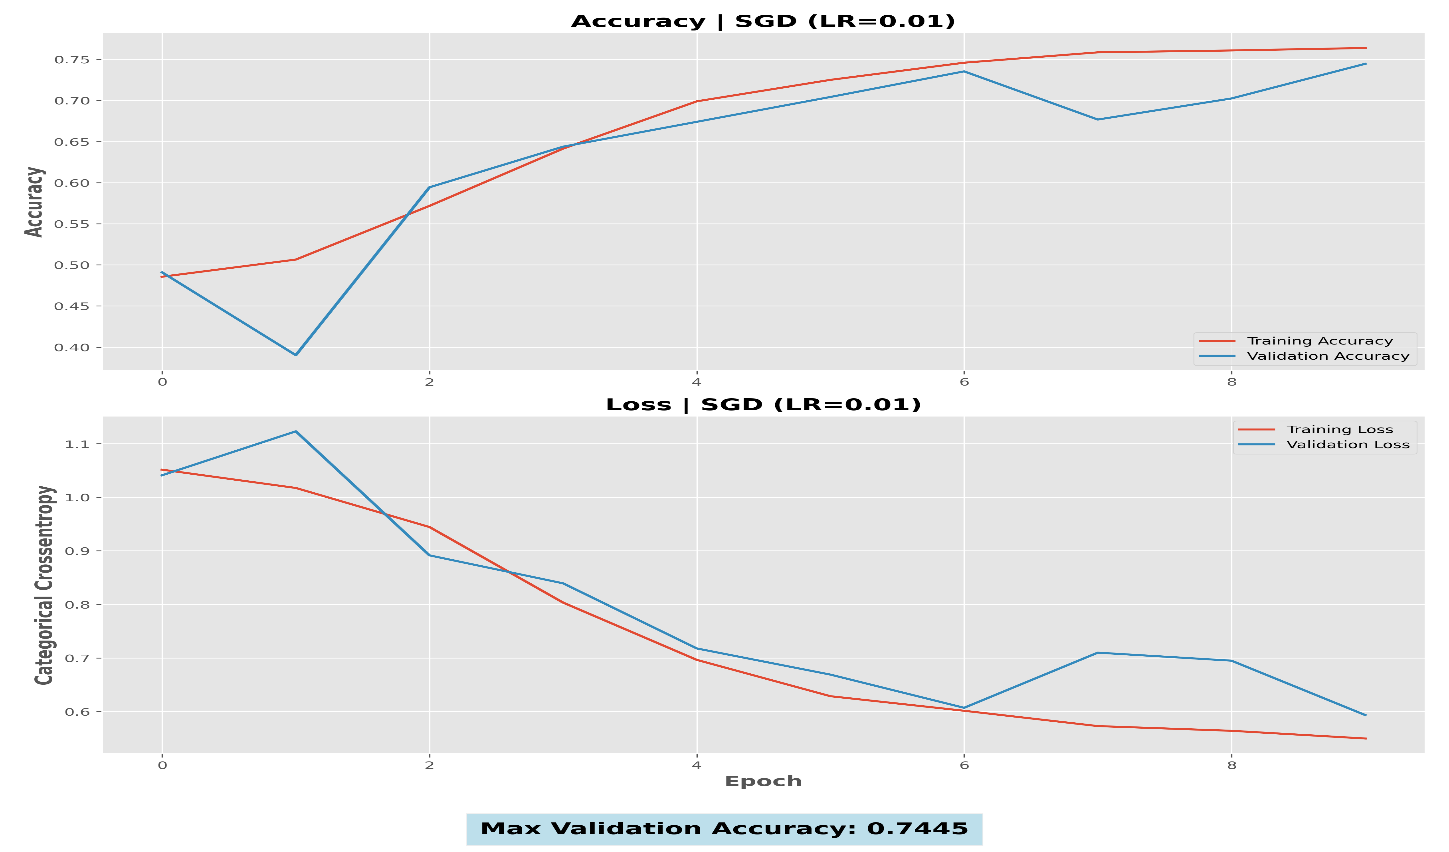 Accuracy | SGD (LR=0.01)
Accuracy
0.75
0.70
0.65
0.60
0.55
0.50
0.45
0.40
Training Accuracy
Validation Accuracy
0 2 4 6 8
Loss | SGD (LR=0.01)
Categorical Crossentropy
1.1
1.0
0.9
0.8
0.7
0.6
Training Loss
Validation Loss
0 2 4 6 8
Epoch
Max Validation Accuracy: 0.7445